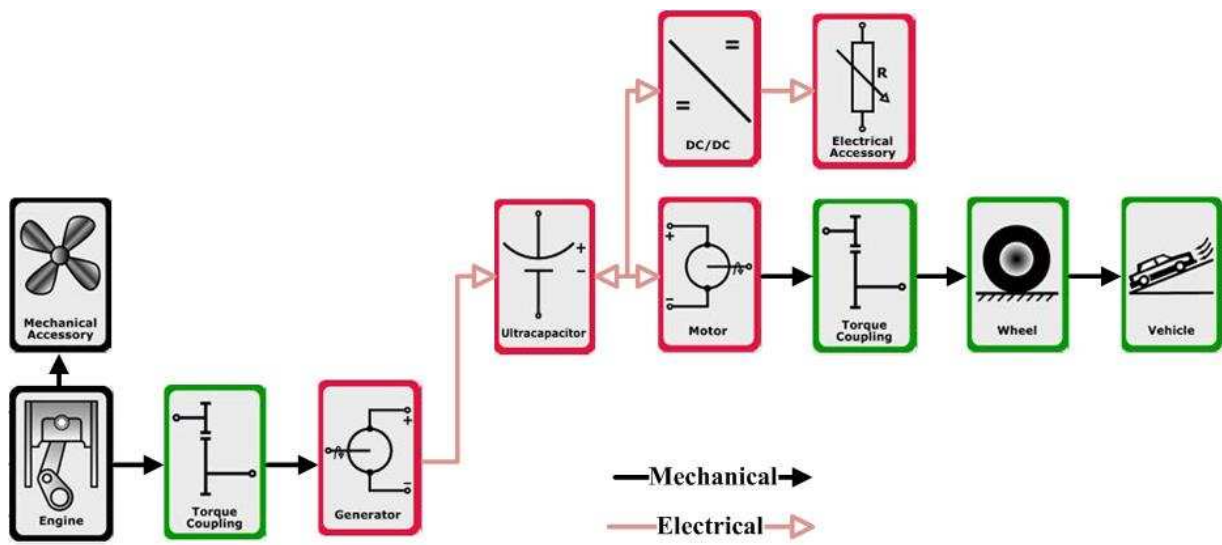 =
=
DC/DC
R
Electrical
Accessory
Mechanical
Accessory
+
−
Ultracapacitor
+
−
Motor
Torque
Coupling
Wheel
Vehicle
Engine
Torque
Coupling
+
−
Generator
Mechanical
Electrical